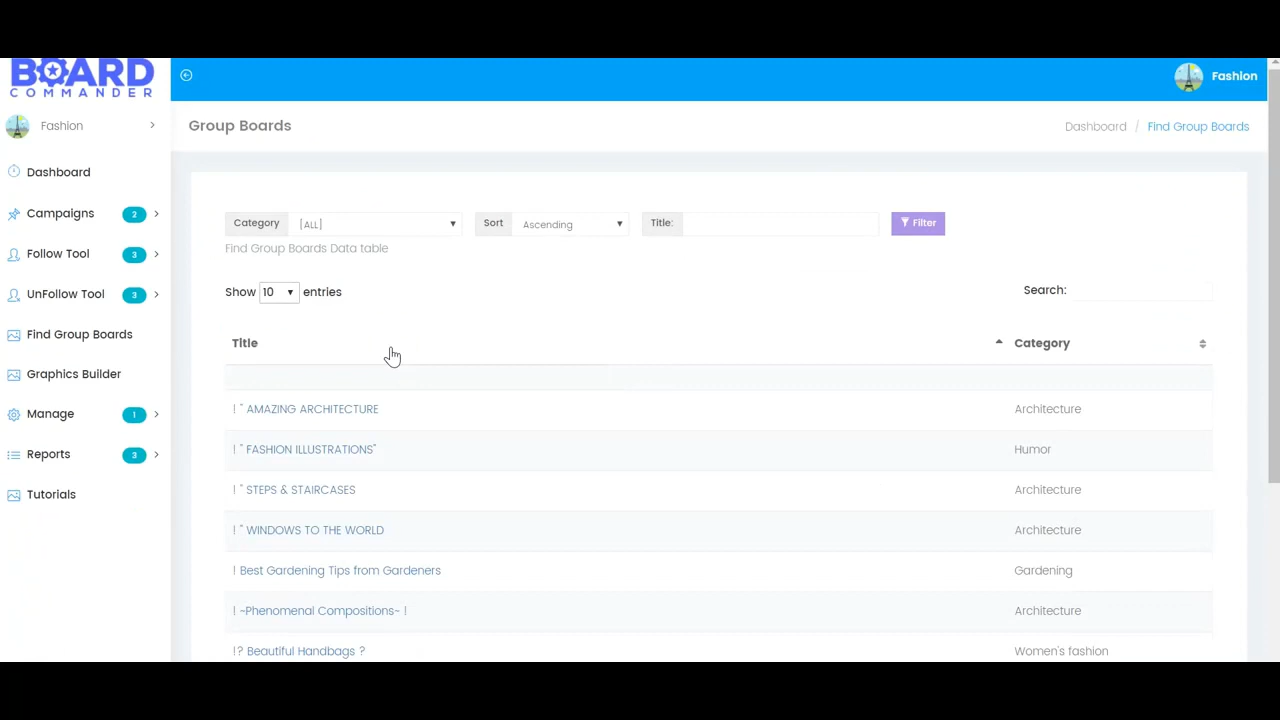 BOARD
COMMANDER
Fashion
Fashion
Group Boards
Dashboard / Find Group Boards
Dashboard
Campaigns 2
Follow Tool 3
UnFollow Tool 3
Find Group Boards
Graphics Builder
Manage 1
Reports 3
Tutorials
Category [ALL] Sort Ascending Title: Filter
Find Group Boards Data table
Show 10 entries
Search:
Title Category
! " AMAZING ARCHITECTURE Architecture
! " FASHION ILLUSTRATIONS" Humor
! " STEPS & STAIRCASES Architecture
! " WINDOWS TO THE WORLD Architecture
! Best Gardening Tips from Gardeners Gardening
! ~Phenomenal Compositions~ ! Architecture
!? Beautiful Handbags ? Women's fashion